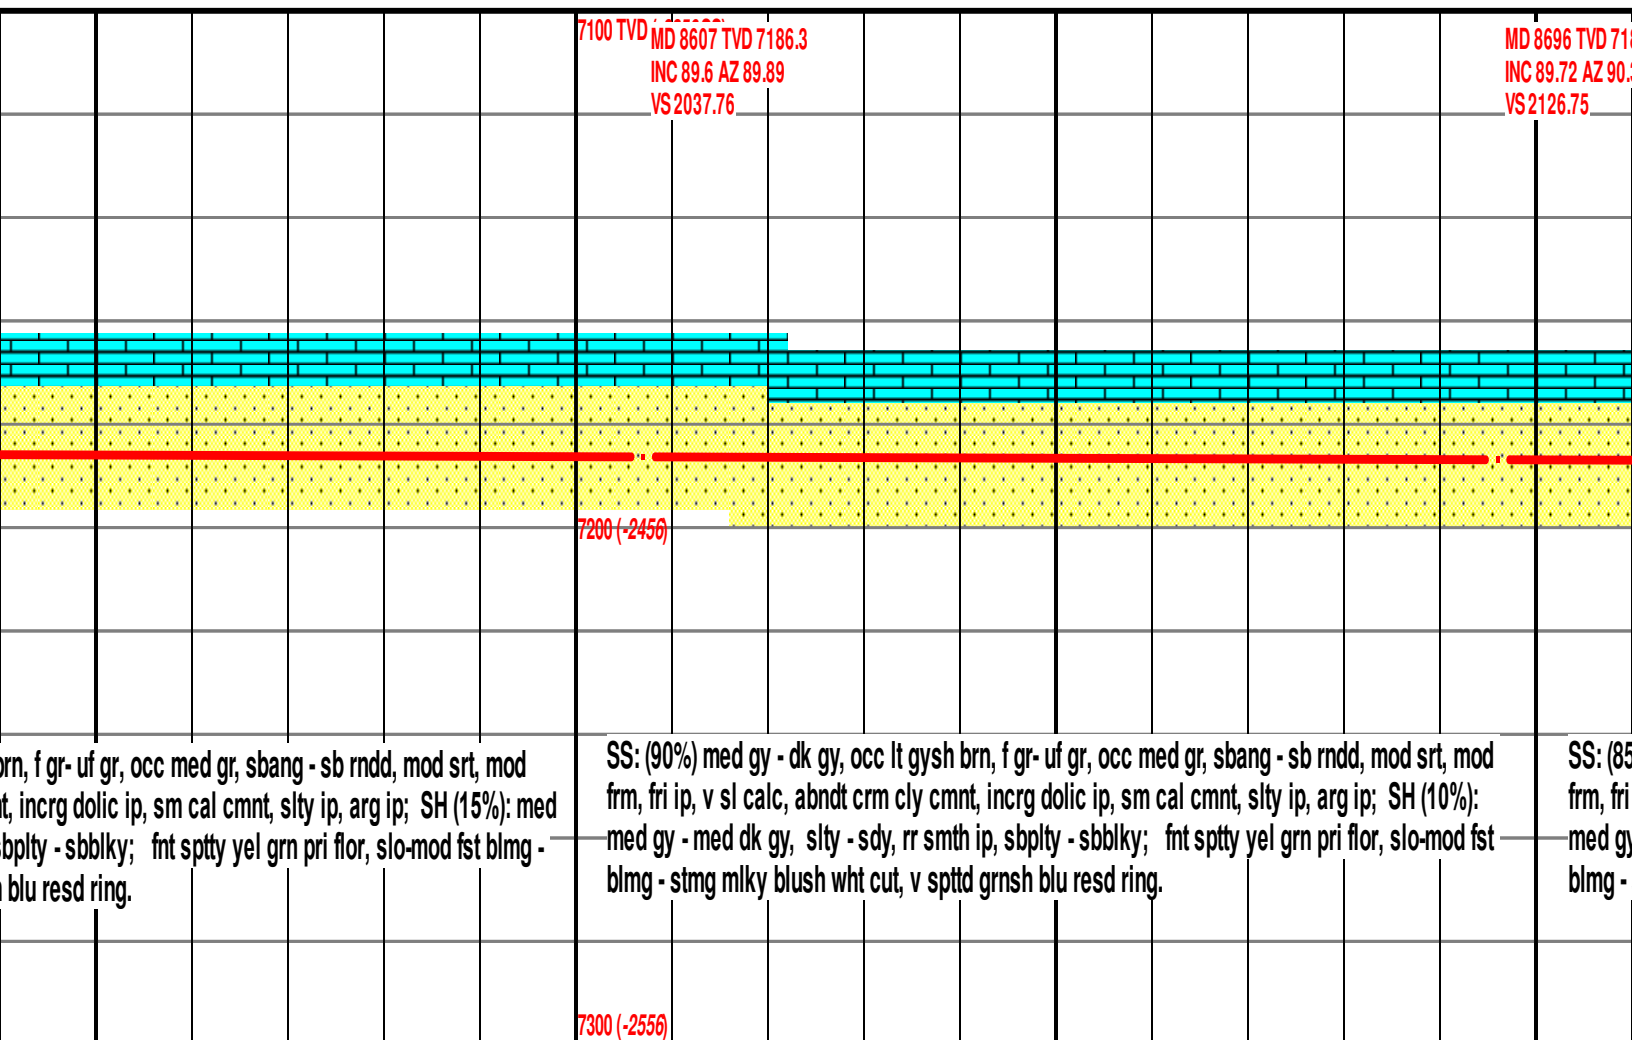 7100 TVD
MD 8607 TVD 7186.3
INC 89.6 AZ 89.89
VS 2037.76
MD 8696 TVD
INC 89.72 AZ
VS 2126.75
7200 (-2456)
brn, f gr- uf gr, occ med gr, sbang - sb rndd, mod srt, mod
incrg dolic ip, sm cal cmnt, slty ip, arg ip; SH (15%): med
sbplty - sbblky; fnt sptty yel grn pri flor, slo-mod fst blmg -
blu resd ring.
SS: (90%) med gy - dk gy, occ lt gysh brn, f gr- uf gr, occ med gr, sbang - sb rndd, mod srt, mod
frm, fri ip, v sl calc, abndt crm cly cmnt, incrg dolic ip, sm cal cmnt, slty ip, arg ip; SH (10%):
med gy - med dk gy, slty - sdy, rr smth ip, sbplty - sbblky; fnt sptty yel grn pri flor, slo-mod fst
blmg - stmg mlky blush wht cut, v spttd grnsh blu resd ring.
SS: (85
frm, fri
med gy
blmg -
7300 (-2556)